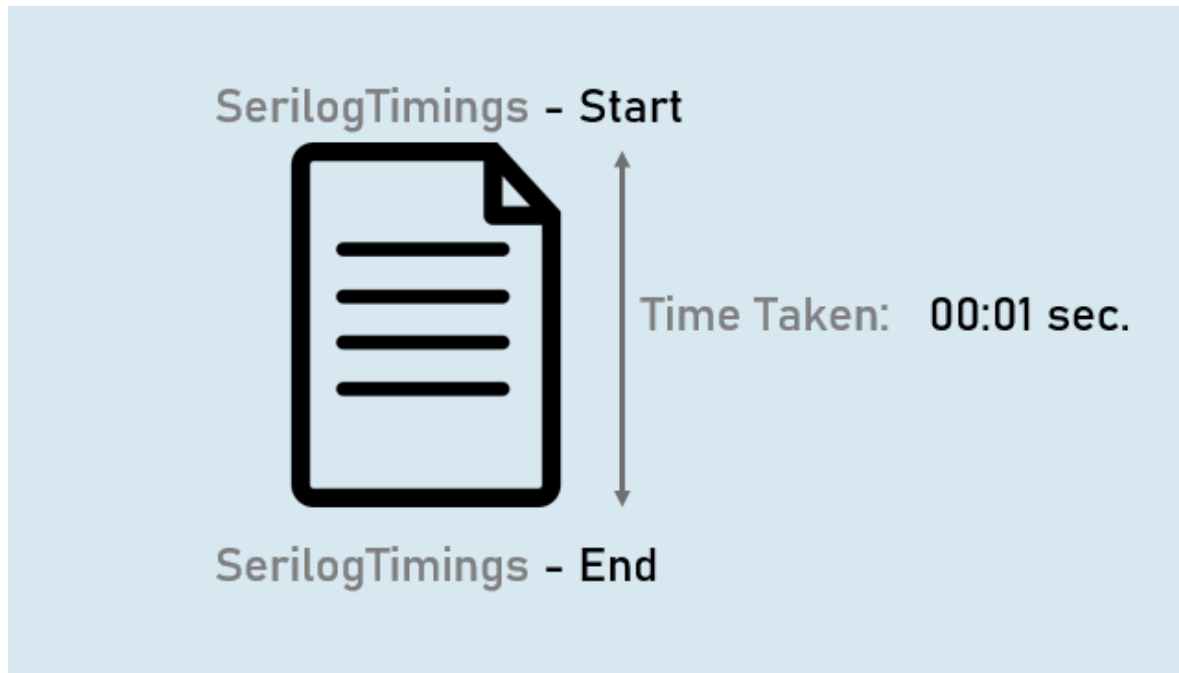 SerilogTimings - Start
Time Taken: 00:01 sec.
SerilogTimings - End